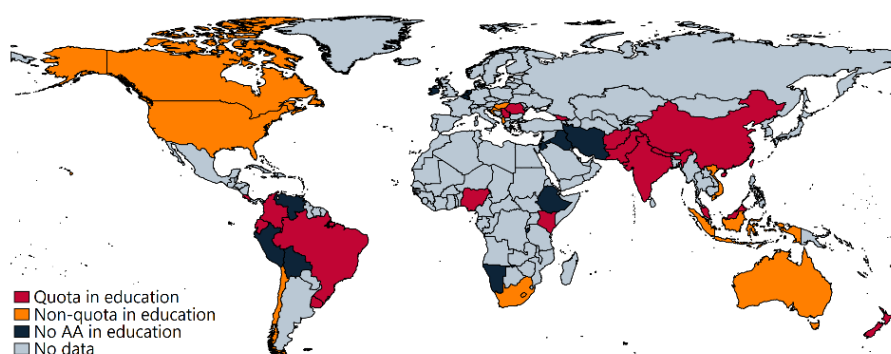 Quota in education
Non-quota in education
No AA in education
No data